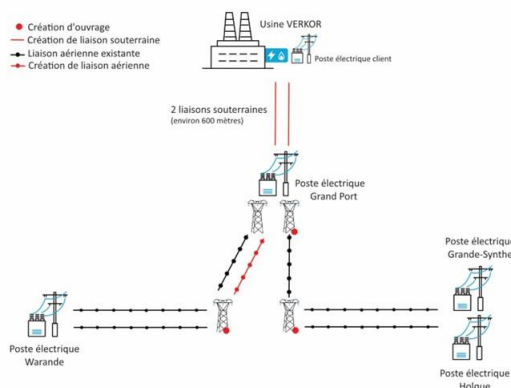 Création d'ouvrage
Création de liaison souterraine
Liaison aérienne existante
Création de liaison aérienne
Usine VERKOR
Poste électrique client
2 liaisons souterraines
(environ 600 mètres)
Poste électrique
Grand Port
Poste électrique
Warande
Poste électrique
Grande-Synthe
Poste électrique
Holque